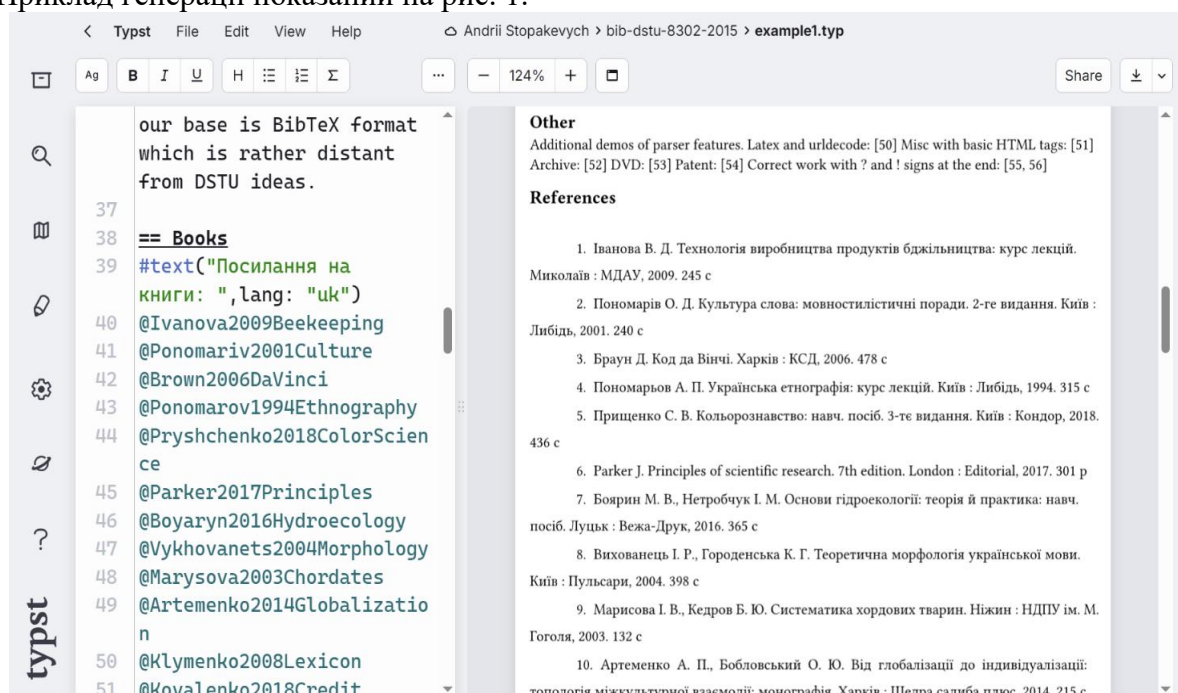 Приклад генерації показаний на рис. 1.
Typst File Edit View Help
Andrii Stopakevych > bib-dstu-8302-2015 > example1.typ
Ag B I U H Σ ... − 124% + Share
our base is BibTeX format
which is rather distant
from DSTU ideas.
37
38 == Books
39 #text("Посилання на
книги: ",lang: "uk")
40 @Ivanova2009Beekeeping
41 @Ponomariv2001Culture
42 @Brown2006DaVinci
43 @Ponomarov1994Ethnography
44 @Pryshchenko2018ColorScien
ce
45 @Parker2017Principles
46 @Boyaryn2016Hydroecology
47 @Vykhovanets2004Morphology
48 @Marysova2003Chordates
49 @Artemenko2014Globalizatio
n
50 @Klymenko2008Lexicon
51 @Kovalenko2018Credit
?
typst
Other
Additional demos of parser features. Latex and urldecode: [50] Misc with basic HTML tags: [51]
Archive: [52] DVD: [53] Patent: [54] Correct work with ? and ! signs at the end: [55, 56]
References
1. Іванова В. Д. Технологія виробництва продуктів бджільництва: курс лекцій.
Миколаїв : МДАУ, 2009. 245 с
2. Пономарів О. Д. Культура слова: мовностилістичні поради. 2-ге видання. Київ :
Либідь, 2001. 240 с
3. Браун Д. Код да Вінчі. Харків : КСД, 2006. 478 с
4. Пономарьов А. П. Українська етнографія: курс лекцій. Київ : Либідь, 1994. 315 с
5. Прищенко С. В. Кольорознавство: навч. посіб. 3-тє видання. Київ : Кондор, 2018.
436 с
6. Parker J. Principles of scientific research. 7th edition. London : Editorial, 2017. 301 p
7. Боярин М. В., Нетробчук І. М. Основи гідроекології: теорія й практика: навч.
посіб. Луцьк : Вежа-Друк, 2016. 365 с
8. Вихованець І. Р., Городенська К. Г. Теоретична морфологія української мови.
Київ : Пульсари, 2004. 398 с
9. Марисова І. В., Кедров Б. Ю. Систематика хордових тварин. Ніжин : НДПУ ім. М.
Гоголя, 2003. 132 с
10. Артеменко А. П., Бобловський О. Ю. Від глобалізації до індивідуалізації:
топологія міжкультурної взаємодії: монографія. Харків : Щедра садиба плюс, 2014. 215 с